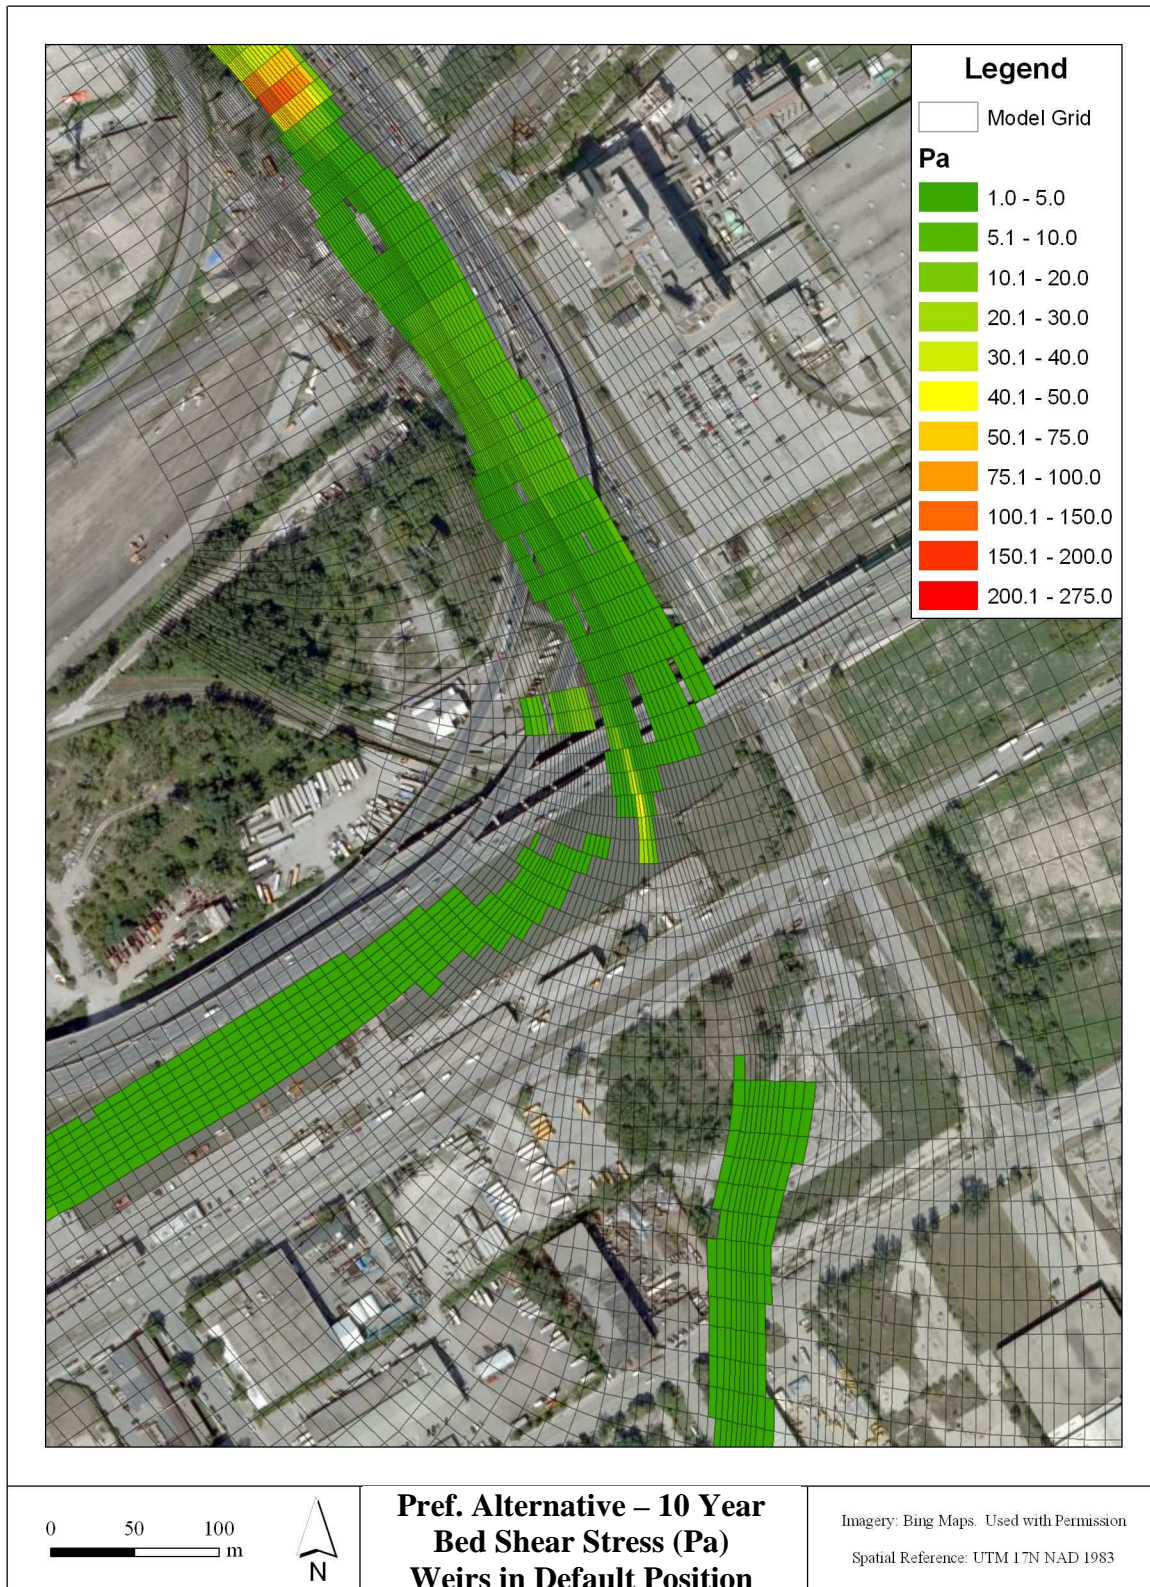 Legend
Model Grid
Pa
1.0 - 5.0
5.1 - 10.0
10.1 - 20.0
20.1 - 30.0
30.1 - 40.0
40.1 - 50.0
50.1 - 75.0
75.1 - 100.0
100.1 - 150.0
150.1 - 200.0
200.1 - 275.0
0 50 100
m
N
Pref. Alternative – 10 Year
Bed Shear Stress (Pa)
Weirs in Default Position
Imagery: Bing Maps. Used with Permission
Spatial Reference: UTM 17N NAD 1983